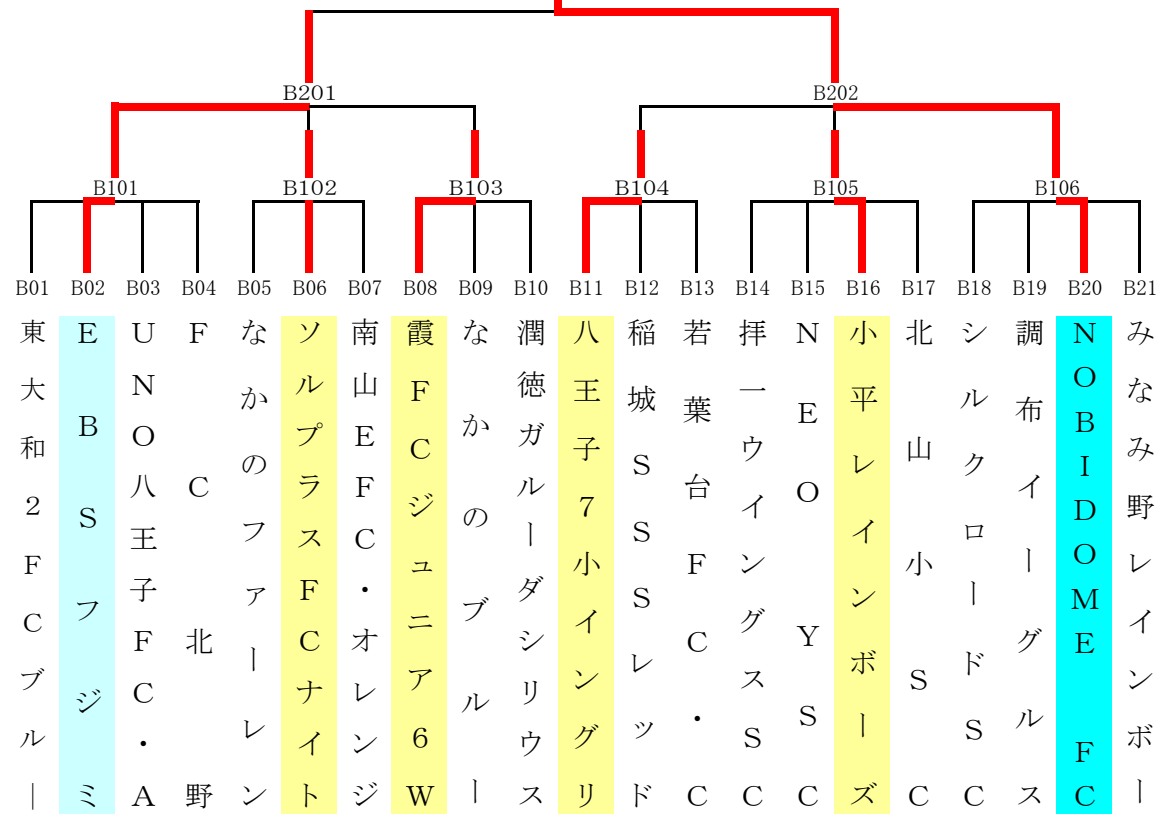 B201
B202
B101
B102
B103
B104
B105
B106
B01
B02
B03
B04
B05
B06
B07
B08
B09
B10
B11
B12
B13
B14
B15
B16
B17
B18
B19
B20
B21
東大和2FCブルー
EBSフジミ
UNO八王子FC・A
FC北野
なかのファーレン
ソルプラスFCナイト
南山EFC・オレンジ
霞FCジュニア6W
なかのブルー
潤徳ガルーダシリウス
八王子7小イングリ
稲城SSSレッド
若葉台FC・C
拝一ウイングスSC
NEO YSC
小平レインボーズ
北山小SC
シルクロードSC
調布イーグルス
NOBIDOME FC
みなみ野レインボー